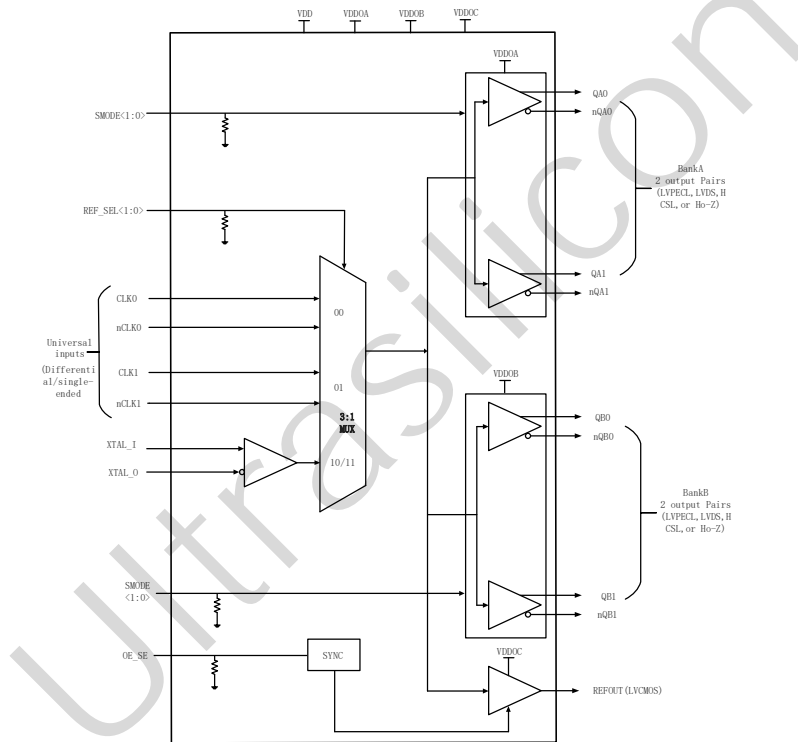 VDD VDDOA VDDOB VDDOC
VDDOA
QA0
nQA0
SMODE<1:0>
BankA
2 output Pairs
(LVPECL, LVDS, H
CSL, or Ho-Z)
REF_SEL<1:0>
QA1
nQA1
CLK0
00
nCLK0
Universal
inputs
(Differenti
al/single-
ended
CLK1
01
nCLK1
VDDOB
3:1
MUX
QB0
nQB0
XTAL_I
10/11
XTAL_O
BankB
2 output Pairs
(LVPECL, LVDS, H
CSL, or Ho-Z)
SMODE
<1:0>
QB1
nQB1
OE_SE
SYNC
VDDOC
REFOUT(LVCMOS)
Ultrasilicon